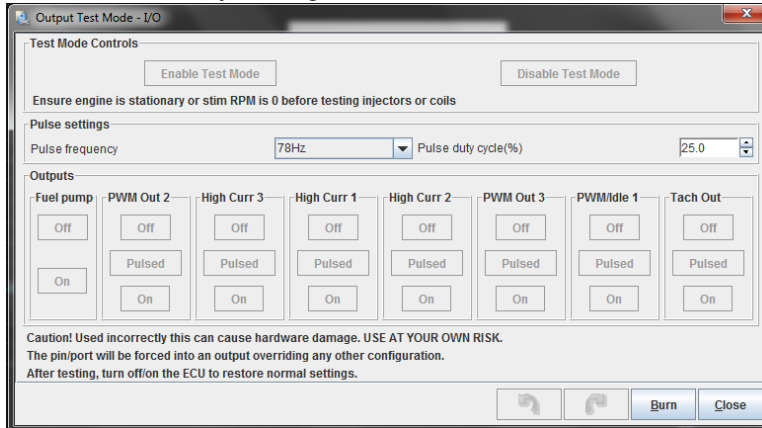 Output Test Mode - I/O
Test Mode Controls
Enable Test Mode Disable Test Mode
Ensure engine is stationary or stim RPM is 0 before testing injectors or coils
Pulse settings
Pulse frequency 78Hz Pulse duty cycle(%) 25.0
Outputs
Fuel pump PWM Out 2 High Curr 3 High Curr 1 High Curr 2 PWM Out 3 PWM/Idle 1 Tach Out
Off Off Off Off Off Off Off Off
Pulsed Pulsed Pulsed Pulsed Pulsed Pulsed Pulsed
On On On On On On On On
Caution! Used incorrectly this can cause hardware damage. USE AT YOUR OWN RISK.
The pin/port will be forced into an output overriding any other configuration.
After testing, turn off/on the ECU to restore normal settings.
Burn Close